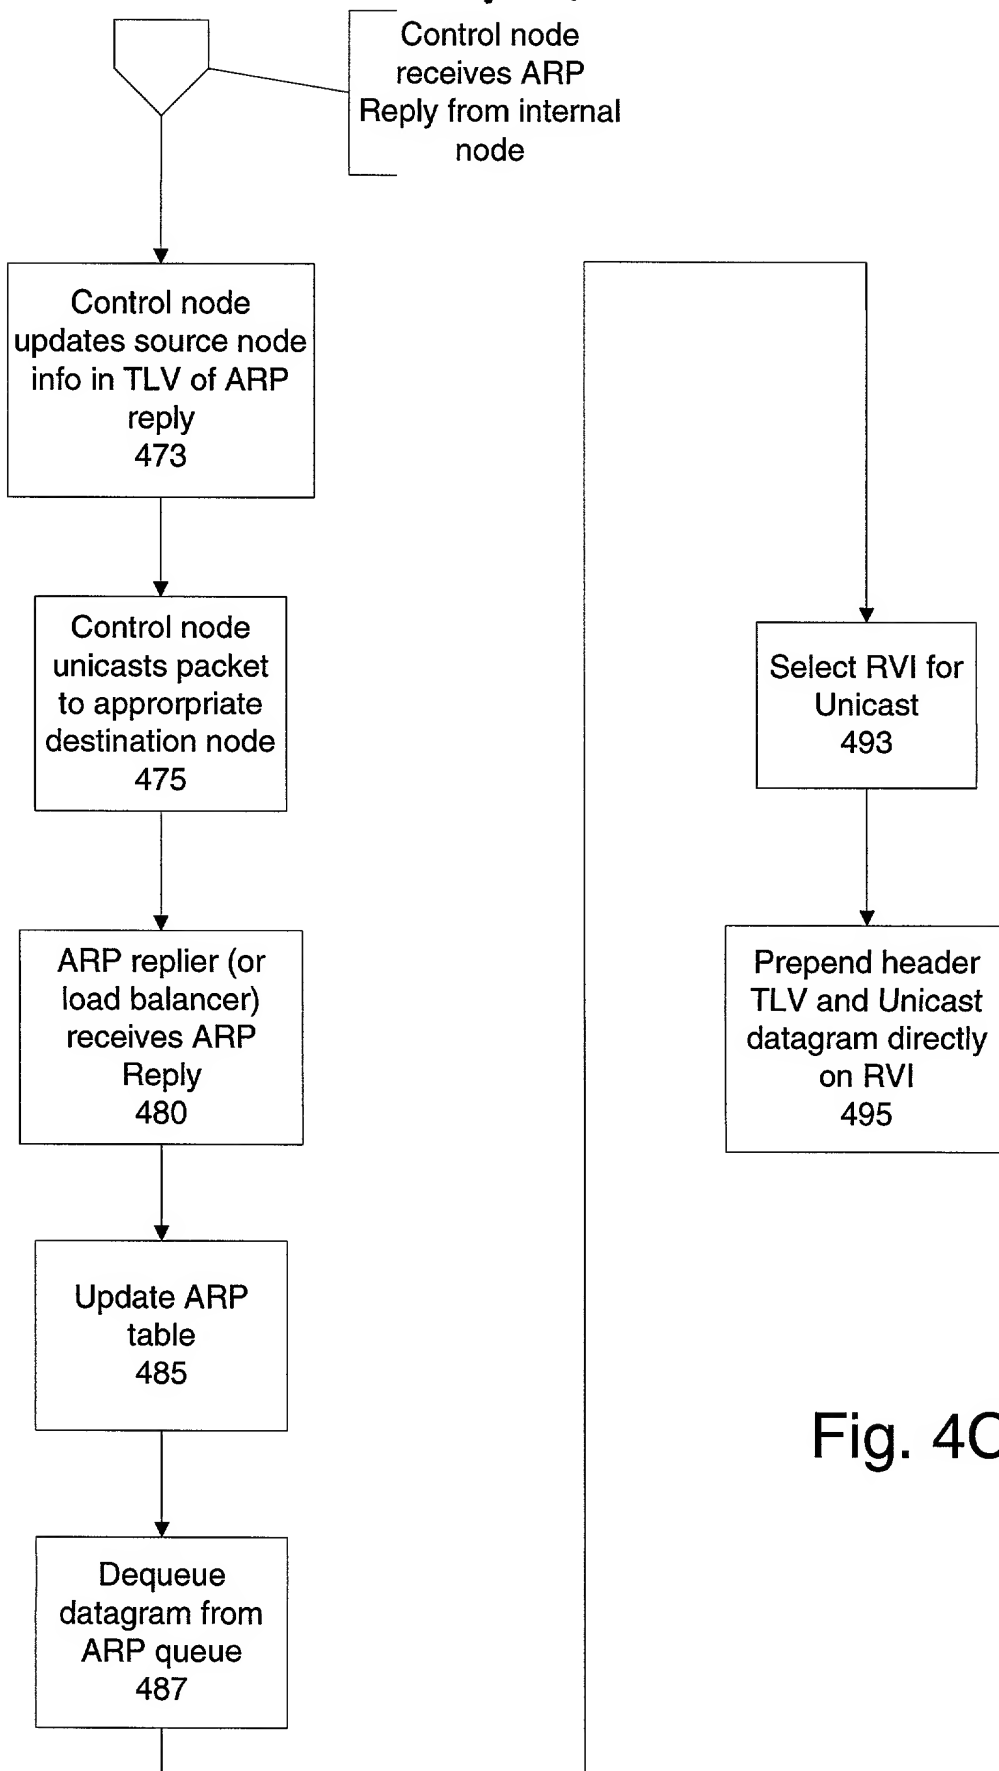 Control node
receives ARP
Reply from internal
node
Control node
updates source node
info in TLV of ARP
reply
473
Control node
unicasts packet
to approrpriate
destination node
475
ARP replier (or
load balancer)
receives ARP
Reply
480
Update ARP
table
485
Dequeue
datagram from
ARP queue
487
Select RVI for
Unicast
493
Prepend header
TLV and Unicast
datagram directly
on RVI
495
Fig. 4C